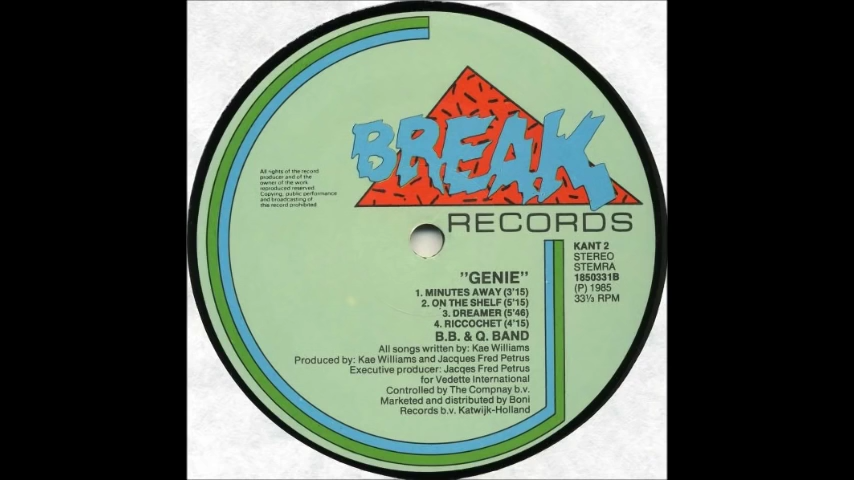 BREAK
RECORDS
All rights of the record
producer and of the
owner of the work
reproduced reserved
Copying, public performance
and broadcasting of
this record prohibited
KANT 2
STEREO
STEMRA
1850331B
(P) 1985
33⅓ RPM
"GENIE"
1. MINUTES AWAY (3'15)
2. ON THE SHELF (5'15)
3. DREAMER (5'46)
4. RICCOCHET (4'15)
B.B. & Q. BAND
All songs written by: Kae Williams
Produced by: Kae Williams and Jacques Fred Petrus
Executive producer: Jacqes Fred Petrus
for Vedette international
Controlled by The Compnay b.v.
Marketed and distributed by Boni
Records b.v. Katwijk-Holland